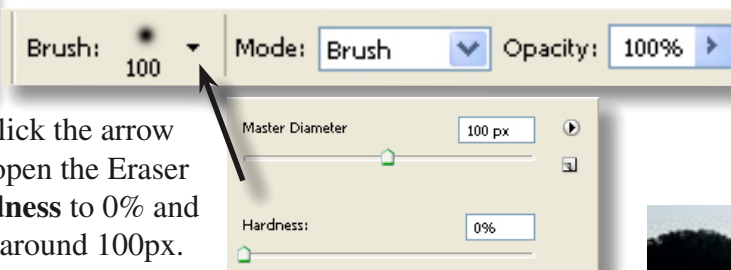 Brush: 100 Mode: Brush Opacity: 100%
lick the arrow
open the Eraser
dness to 0% and
around 100px.
Master Diameter 100 px
Hardness: 0%